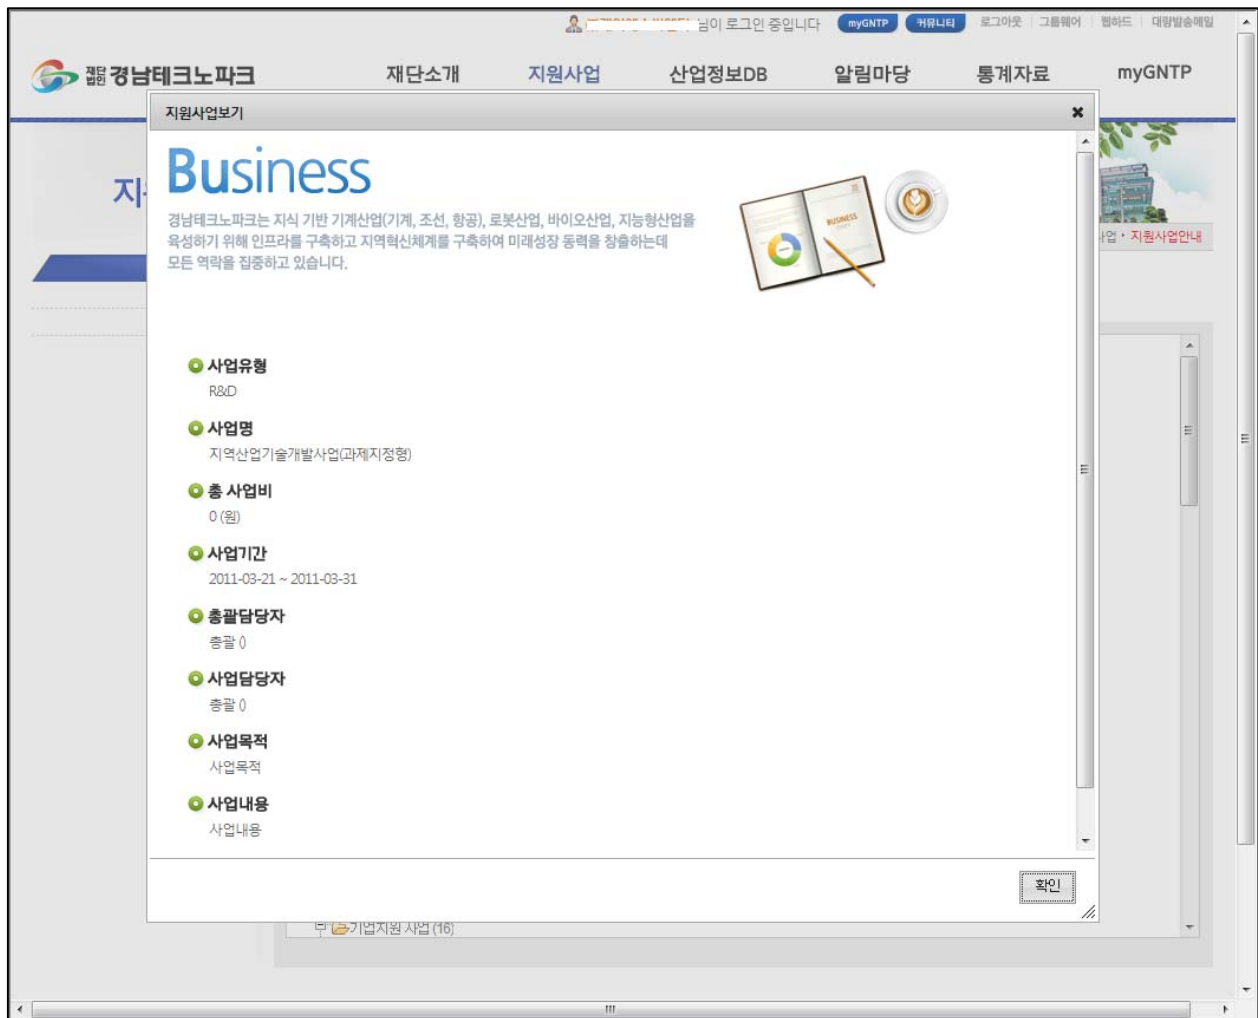 님이 로그인 중입니다 myGNTP 커뮤니티 로그아웃 그룹웨어 웹하드 대량발송메일
재단법인 경남테크노파크 재단소개 지원사업 산업정보DB 알림마당 통계자료 myGNTP
지원사업보기
Business
경남테크노파크는 지식 기반 기계산업(기계, 조선, 항공), 로봇산업, 바이오산업, 지능형산업을
육성하기 위해 인프라를 구축하고 지역혁신체계를 구축하여 미래성장 동력을 창출하는데
모든 역략을 집중하고 있습니다.
BUSINESS
지
업 • 지원사업안내
사업유형
R&D
사업명
지역산업기술개발사업(과제지정형)
총 사업비
0 (원)
사업기간
2011-03-21 ~ 2011-03-31
총괄담당자
총괄 ()
사업담당자
총괄 ()
사업목적
사업목적
사업내용
사업내용
확인
기업지원 사업 (16)